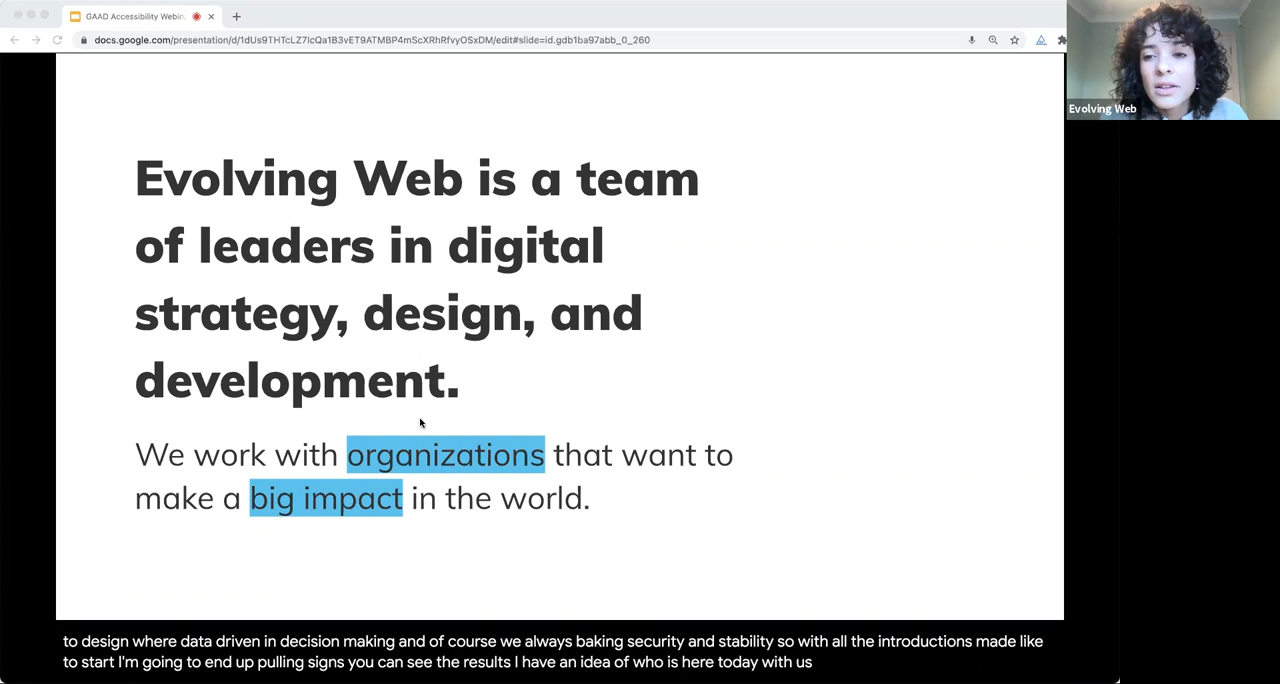 GAAD Accessibility Webin.
docs.google.com/presentation/d/1dUs9THTcLZ7lcQa1B3vET9ATMBP4mScXRhRfvyOSxDM/edit#slide=id.gdb1ba97abb_0_260
Evolving Web
Evolving Web is a team
of leaders in digital
strategy, design, and
development.
We work with organizations that want to
make a big impact in the world.
to design where data driven in decision making and of course we always baking security and stability so with all the introductions made like
to start I'm going to end up pulling signs you can see the results I have an idea of who is here today with us